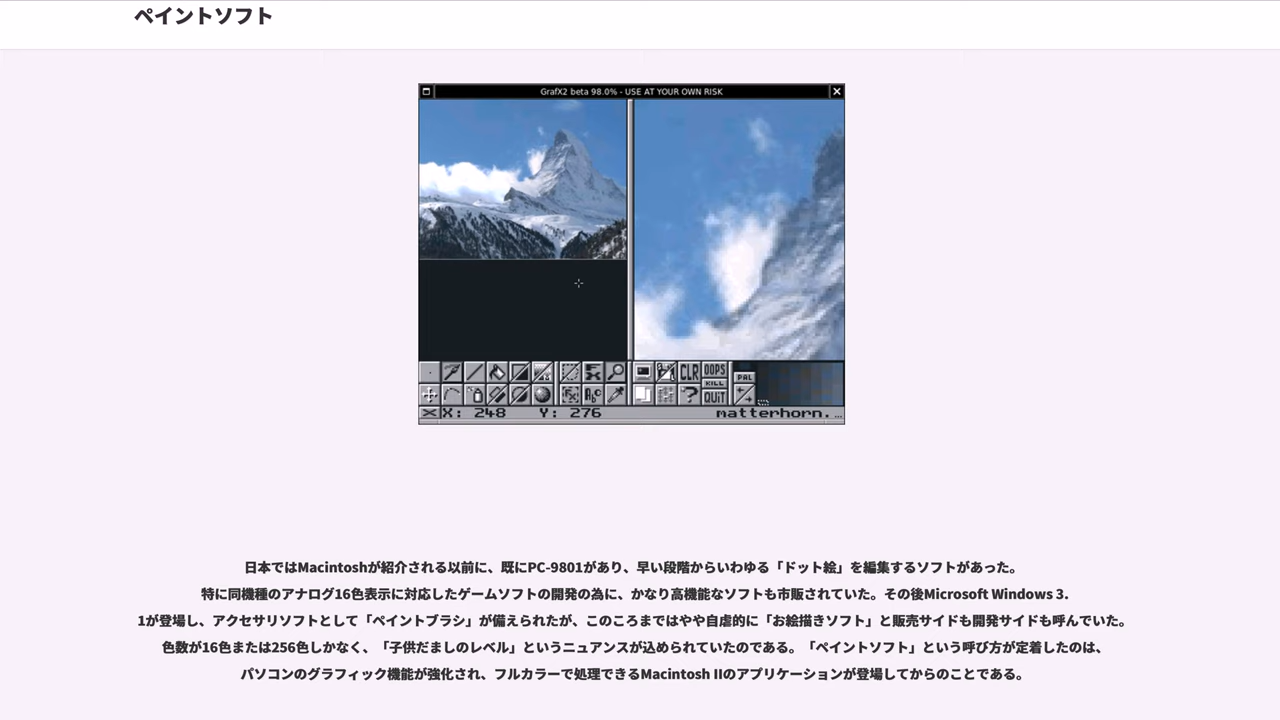 ペイントソフト
GrafX2 beta 98.0% - USE AT YOUR OWN RISK
CLR
OOPS
KILL
QUIT
PAL
X: 248 Y: 276 matterhorn.…
日本ではMacintoshが紹介される以前に、既にPC-9801があり、早い段階からいわゆる「ドット絵」を編集するソフトがあった。
特に同機種のアナログ16色表示に対応したゲームソフトの開発の為に、かなり高機能なソフトも市販されていた。その後Microsoft Windows 3.
1が登場し、アクセサリソフトとして「ペイントブラシ」が備えられたが、このころまではやや自虐的に「お絵描きソフト」と販売サイドも開発サイドも呼んでいた。
色数が16色または256色しかなく、「子供だましのレベル」というニュアンスが込められていたのである。「ペイントソフト」という呼び方が定着したのは、
パソコンのグラフィック機能が強化され、フルカラーで処理できるMacintosh IIのアプリケーションが登場してからのことである。